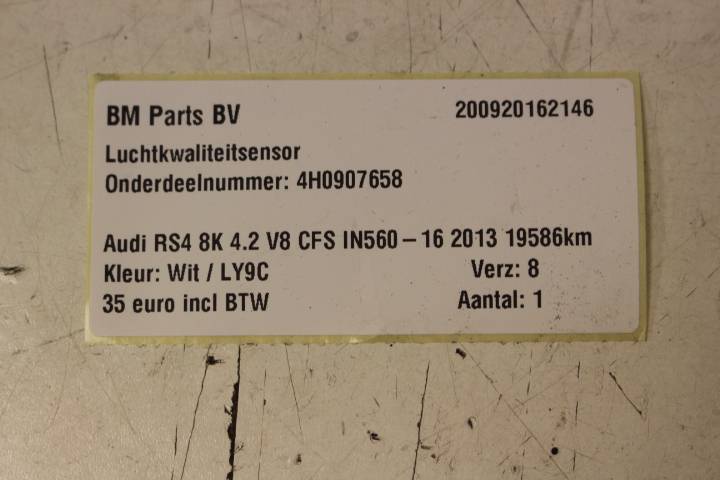 BM Parts BV 200920162146
Luchtkwaliteitsensor
Onderdeelnummer: 4H0907658
Audi RS4 8K 4.2 V8 CFS IN560 – 16 2013 19586km
Kleur: Wit / LY9C Verz: 8
35 euro incl BTW Aantal: 1